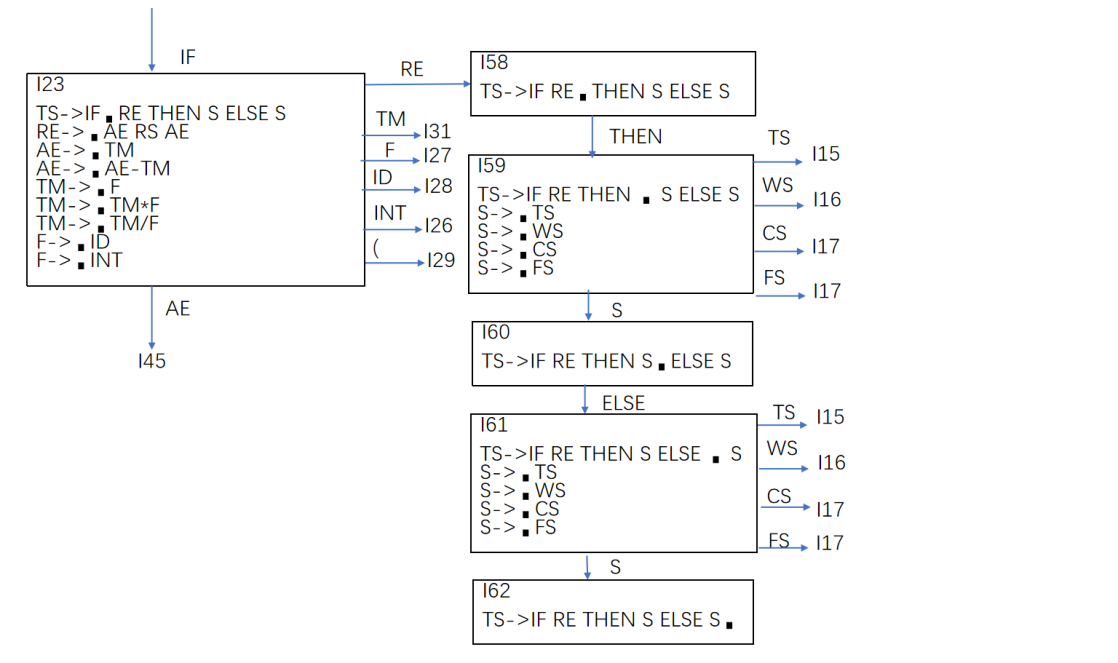 IF
I23
TS->IF . RE THEN S ELSE S
RE-> . AE RS AE
AE-> . TM
AE-> . AE-TM
TM-> . F
TM-> . TM*F
TM-> . TM/F
F-> . ID
F-> . INT
AE
I45
RE
TM
I31
F
I27
ID
I28
INT
I26
(
I29
I58
TS->IF RE . THEN S ELSE S
THEN
I59
TS->IF RE THEN . S ELSE S
S-> . TS
S-> . WS
S-> . CS
S-> . FS
TS
I15
WS
I16
CS
I17
FS
I17
S
I60
TS->IF RE THEN S . ELSE S
ELSE
I61
TS->IF RE THEN S ELSE . S
S-> . TS
S-> . WS
S-> . CS
S-> . FS
TS
I15
WS
I16
CS
I17
FS
I17
S
I62
TS->IF RE THEN S ELSE S .